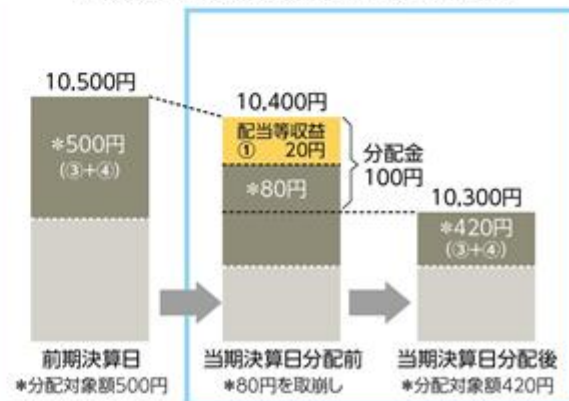 10,500円
*500円
(③+④)
前期決算日
*分配対象額500円
10,400円
配当等収益
① 20円
*80円
分配金
100円
当期決算日分配前
*80円を取崩し
10,300円
*420円
(③+④)
当期決算日分配後
*分配対象額420円